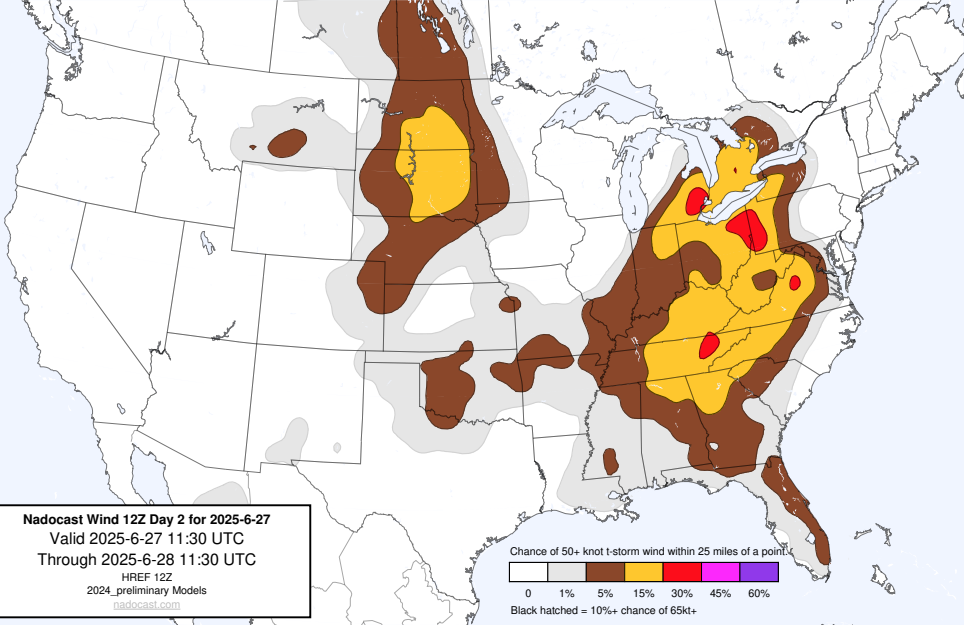 Nadocast Wind 12Z Day 2 for 2025-6-27
Valid 2025-6-27 11:30 UTC
Through 2025-6-28 11:30 UTC
HREF 12Z
2024_preliminary Models
nadocast.com
Chance of 50+ knot t-storm wind within 25 miles of a point.
0 1% 5% 15% 30% 45% 60%
Black hatched = 10%+ chance of 65kt+